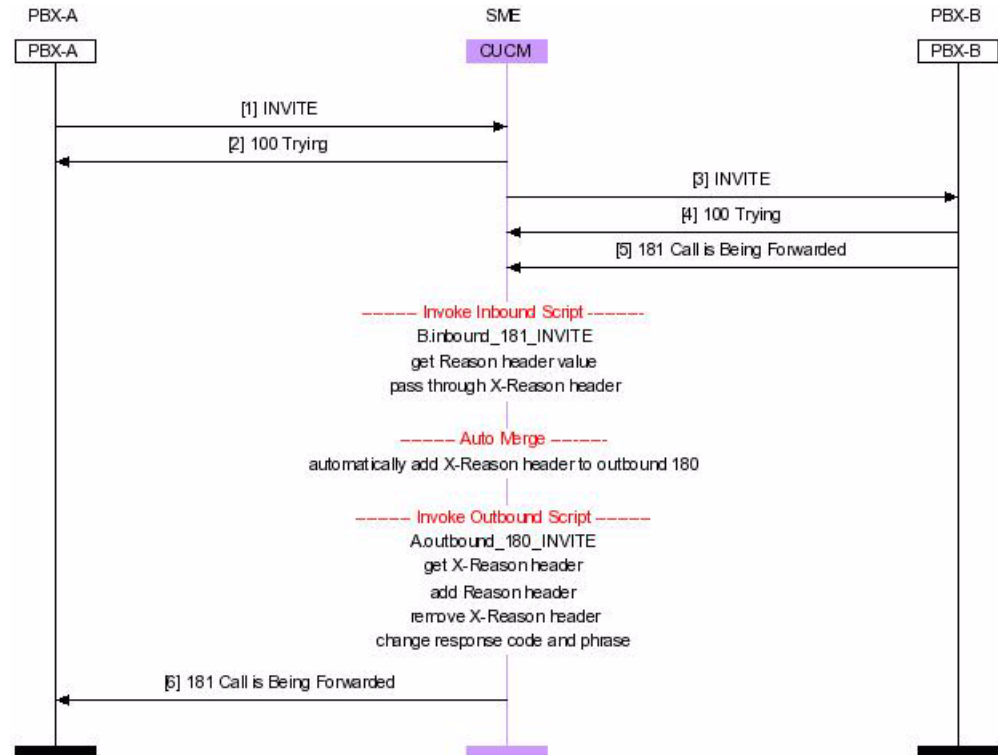 PBX-A SME PBX-B
PBX-A CUCM PBX-B
[1] INVITE
[2] 100 Trying
[3] INVITE
[4] 100 Trying
[5] 181 Call is Being Forwarded
---------- Invoke Inbound Script ----------
B.inbound_181_INVITE
get Reason header value
pass through X-Reason header
---------- Auto Merge ----------
automatically add X-Reason header to outbound 180
---------- Invoke Outbound Script ----------
A.outbound_180_INVITE
get X-Reason header
add Reason header
remove X-Reason header
change response code and phrase
[6] 181 Call is Being Forwarded